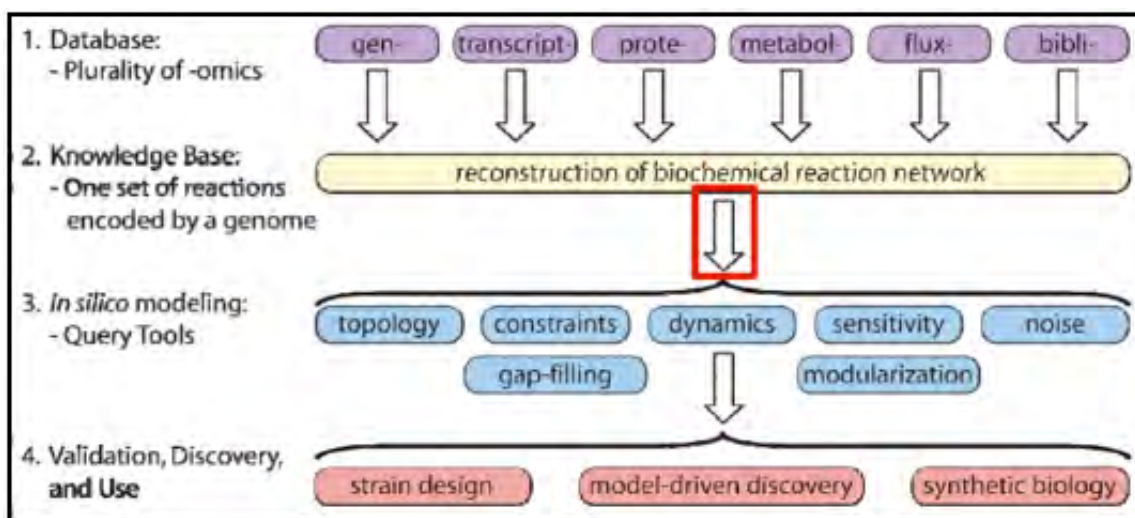 1. Database:
- Plurality of -omics
gen- transcript- prote- metabol- flux- bibli-
2. Knowledge Base:
- One set of reactions
encoded by a genome
reconstruction of biochemical reaction network
3. In silico modeling:
- Query Tools
topology constraints dynamics sensitivity noise
gap-filling modularization
4. Validation, Discovery,
and Use
strain design model-driven discovery synthetic biology